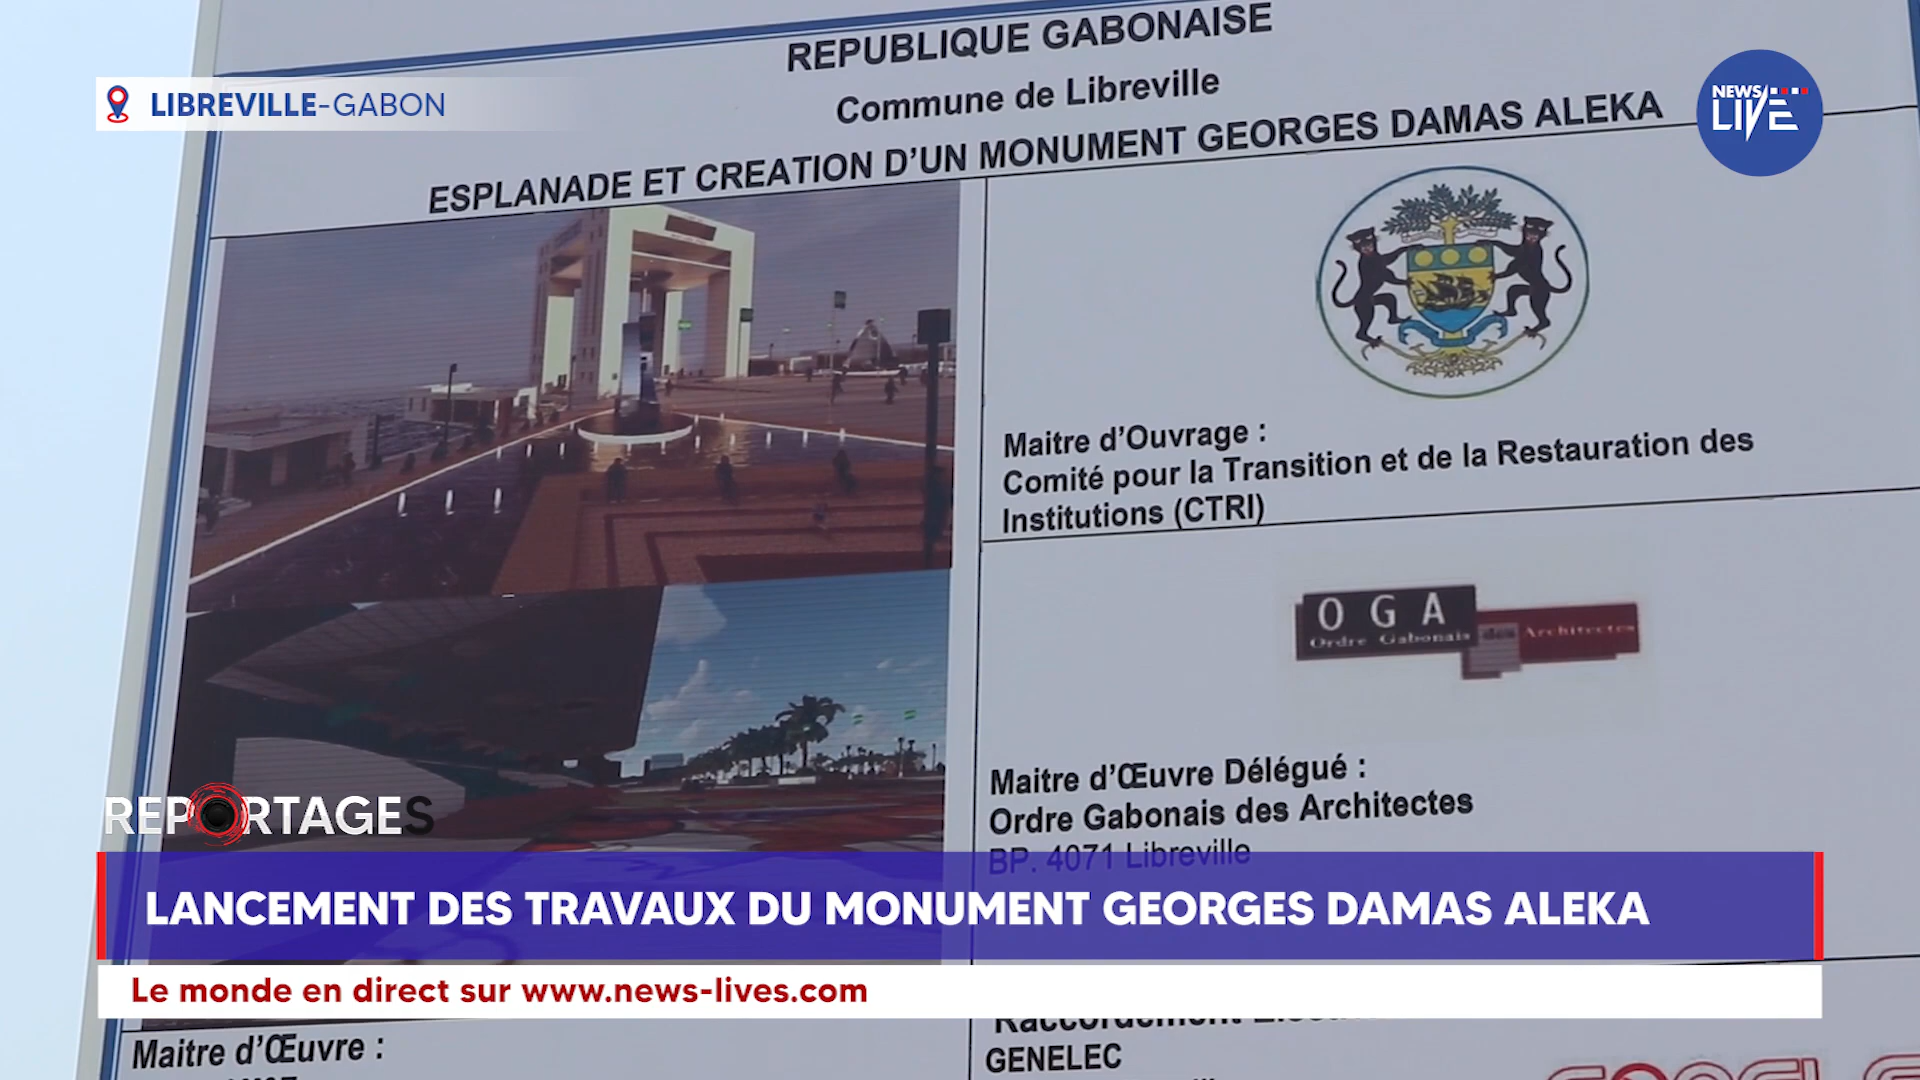 REPUBLIQUE GABONAISE
Commune de Libreville
ESPLANADE ET CREATION D'UN MONUMENT GEORGES DAMAS ALEKA
LIBREVILLE-GABON
NEWS
LIVE
Maitre d'Ouvrage :
Comité pour la Transition et de la Restauration des
Institutions (CTRI)
OGA
Ordre Gabonais des Architectes
Maitre d'Œuvre Délégué :
Ordre Gabonais des Architectes
BP. 4071 Libreville
REPORTAGES
LANCEMENT DES TRAVAUX DU MONUMENT GEORGES DAMAS ALEKA
Le monde en direct sur www.news-lives.com
Maitre d'Œuvre :
Raccordement
GENELEC